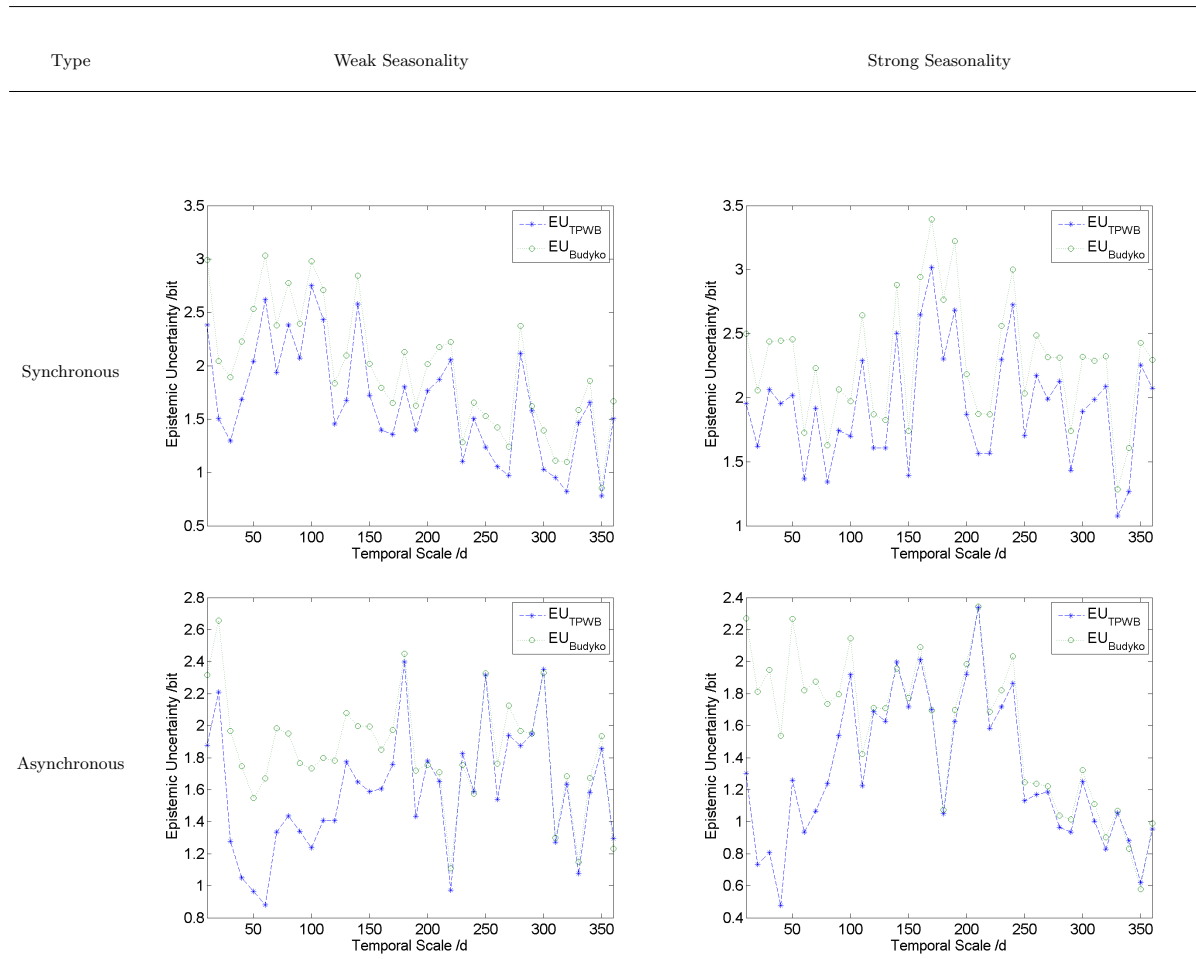 Type Weak Seasonality Strong Seasonality
Synchronous
3.5
3
2.5
2
1.5
1
0.5
Epistemic Uncertainty /bit
EU_TPWB
EU_Budyko
50 100 150 200 250 300 350
Temporal Scale /d
3.5
3
2.5
2
1.5
1
Epistemic Uncertainty /bit
EU_TPWB
EU_Budyko
50 100 150 200 250 300 350
Temporal Scale /d
Asynchronous
2.8
2.6
2.4
2.2
2
1.8
1.6
1.4
1.2
1
0.8
Epistemic Uncertainty /bit
EU_TPWB
EU_Budyko
50 100 150 200 250 300 350
Temporal Scale /d
2.4
2.2
2
1.8
1.6
1.4
1.2
1
0.8
0.6
0.4
Epistemic Uncertainty /bit
EU_TPWB
EU_Budyko
50 100 150 200 250 300 350
Temporal Scale /d